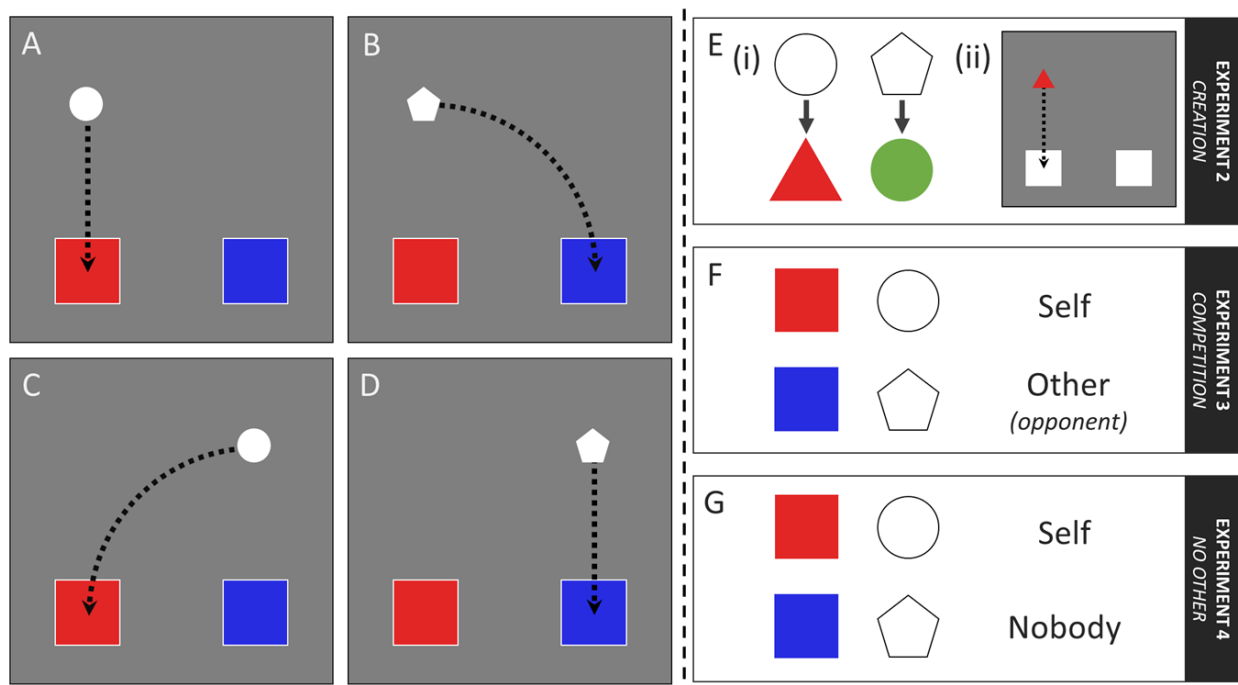 A
B
C
D
E
(i)
(ii)
EXPERIMENT 2
CREATION
F
Self
Other
(opponent)
EXPERIMENT 3
COMPETITION
G
Self
Nobody
EXPERIMENT 4
NO OTHER